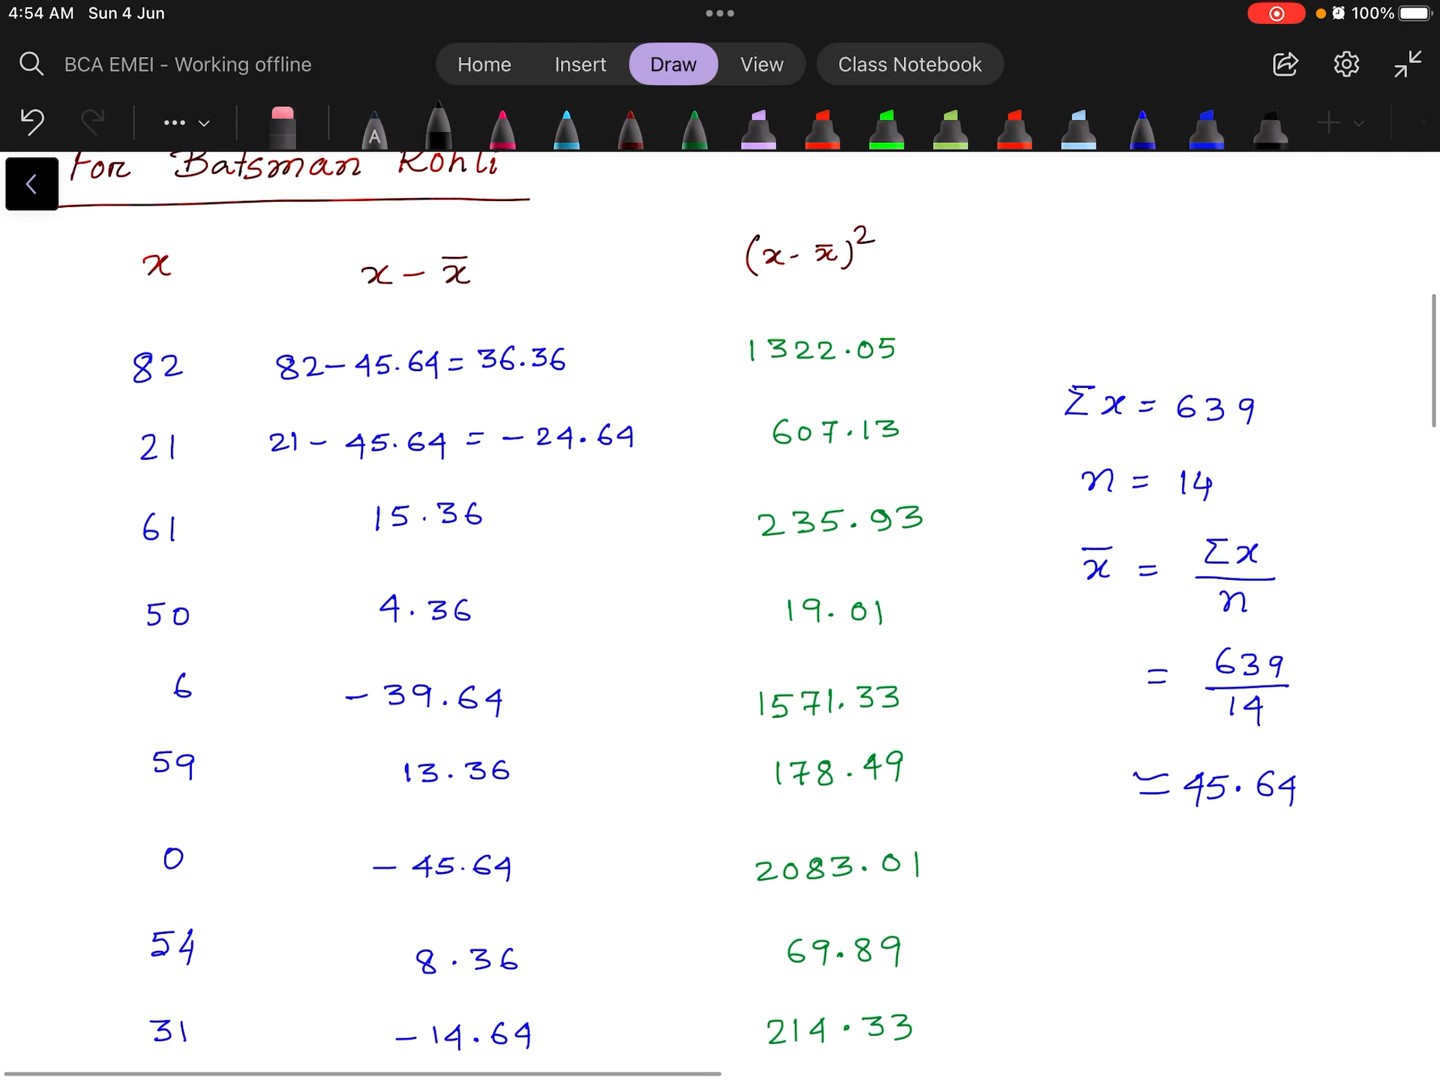 4:54 AM Sun 4 Jun
100%
BCA EMEI - Working offline
Home Insert Draw View Class Notebook
A
For Batsman Kohli
x x - x̄ (x - x̄)²
82 82 - 45.64 = 36.36 1322.05
21 21 - 45.64 = - 24.64 607.13
61 15.36 235.93
50 4.36 19.01
6 - 39.64 1571.33
59 13.36 178.49
0 - 45.64 2083.01
54 8.36 69.89
31 - 14.64 214.33
Σx = 639
n = 14
x̄ = Σx / n
= 639 / 14
≃ 45.64